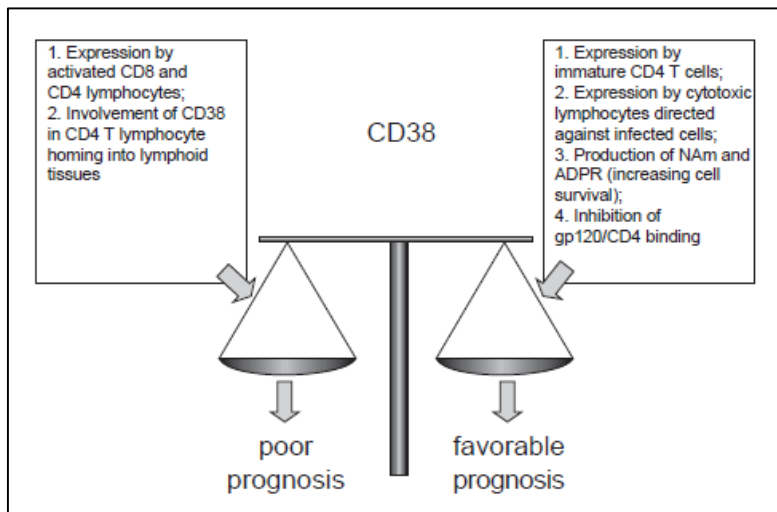 1. Expression by
activated CD8 and
CD4 lymphocytes;
2. Involvement of CD38
in CD4 T lymphocyte
homing into lymphoid
tissues
CD38
1. Expression by
immature CD4 T cells;
2. Expression by cytotoxic
lymphocytes directed
against infected cells;
3. Production of NAm and
ADPR (increasing cell
survival);
4. Inhibition of
gp120/CD4 binding
poor
prognosis
favorable
prognosis